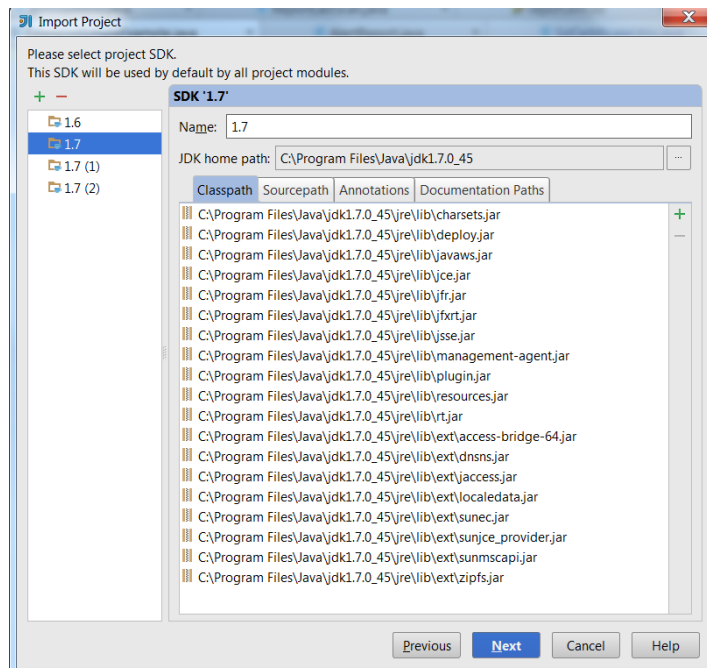 Import Project
Please select project SDK.
This SDK will be used by default by all project modules.
1.6
1.7
1.7 (1)
1.7 (2)
SDK '1.7'
Name: 1.7
JDK home path: C:\Program Files\Java\jdk1.7.0_45 ...
Classpath Sourcepath Annotations Documentation Paths
C:\Program Files\Java\jdk1.7.0_45\jre\lib\charsets.jar
C:\Program Files\Java\jdk1.7.0_45\jre\lib\deploy.jar
C:\Program Files\Java\jdk1.7.0_45\jre\lib\javaws.jar
C:\Program Files\Java\jdk1.7.0_45\jre\lib\jce.jar
C:\Program Files\Java\jdk1.7.0_45\jre\lib\jfr.jar
C:\Program Files\Java\jdk1.7.0_45\jre\lib\jfxrt.jar
C:\Program Files\Java\jdk1.7.0_45\jre\lib\jsse.jar
C:\Program Files\Java\jdk1.7.0_45\jre\lib\management-agent.jar
C:\Program Files\Java\jdk1.7.0_45\jre\lib\plugin.jar
C:\Program Files\Java\jdk1.7.0_45\jre\lib\resources.jar
C:\Program Files\Java\jdk1.7.0_45\jre\lib\rt.jar
C:\Program Files\Java\jdk1.7.0_45\jre\lib\ext\access-bridge-64.jar
C:\Program Files\Java\jdk1.7.0_45\jre\lib\ext\dnsns.jar
C:\Program Files\Java\jdk1.7.0_45\jre\lib\ext\jaccess.jar
C:\Program Files\Java\jdk1.7.0_45\jre\lib\ext\localedata.jar
C:\Program Files\Java\jdk1.7.0_45\jre\lib\ext\sunec.jar
C:\Program Files\Java\jdk1.7.0_45\jre\lib\ext\sunjce_provider.jar
C:\Program Files\Java\jdk1.7.0_45\jre\lib\ext\sunmscapi.jar
C:\Program Files\Java\jdk1.7.0_45\jre\lib\ext\zipfs.jar
Previous Next Cancel Help